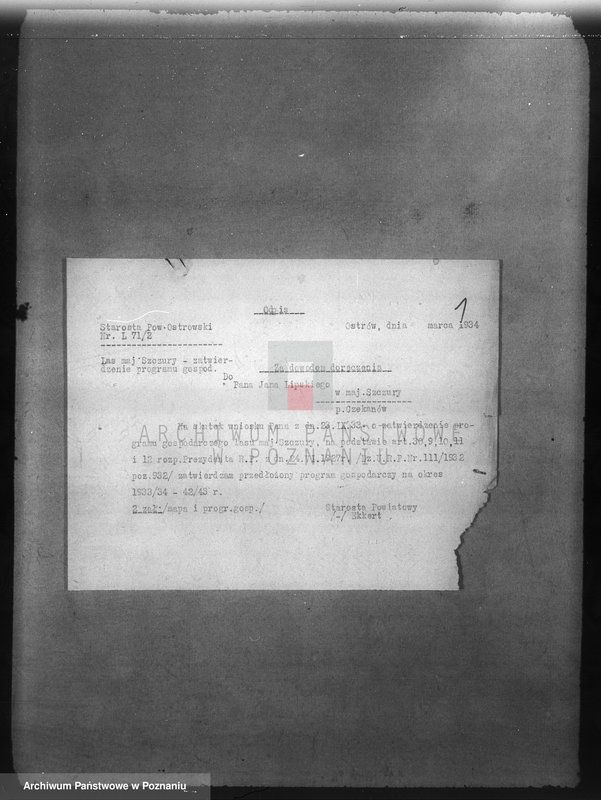 Odpis
1
Starosta Pow.Ostrowski
Nr. L 71/2
Ostrów, dnia marca 1934
Las maj Szczury - zatwier-
dzenie programu gospod.
Za dowodem doręczenia
Do
Pana Jana Lipskiego
w maj.Szczury
p.Czekanów
Na skutek wniosku Pana z dn. IX.33 o zatwierdzenie pro-
gramu gospodarczego lasu maj Szczury, na podstawie art. 9,10,11
i 12 rozp.Prezydenta R.P. z dn. Nr.111/1932
poz.932/ zatwierdzam przedłożony program gospodarczy na okres
1933/34 - 42/43 r.
2 zał. /mapa i progr.gosp./
Starosta Powiatowy
/-/ Ekkert
ARCHIWUM PAŃSTWOWE
W POZNANIU
Archiwum Państwowe w Poznaniu